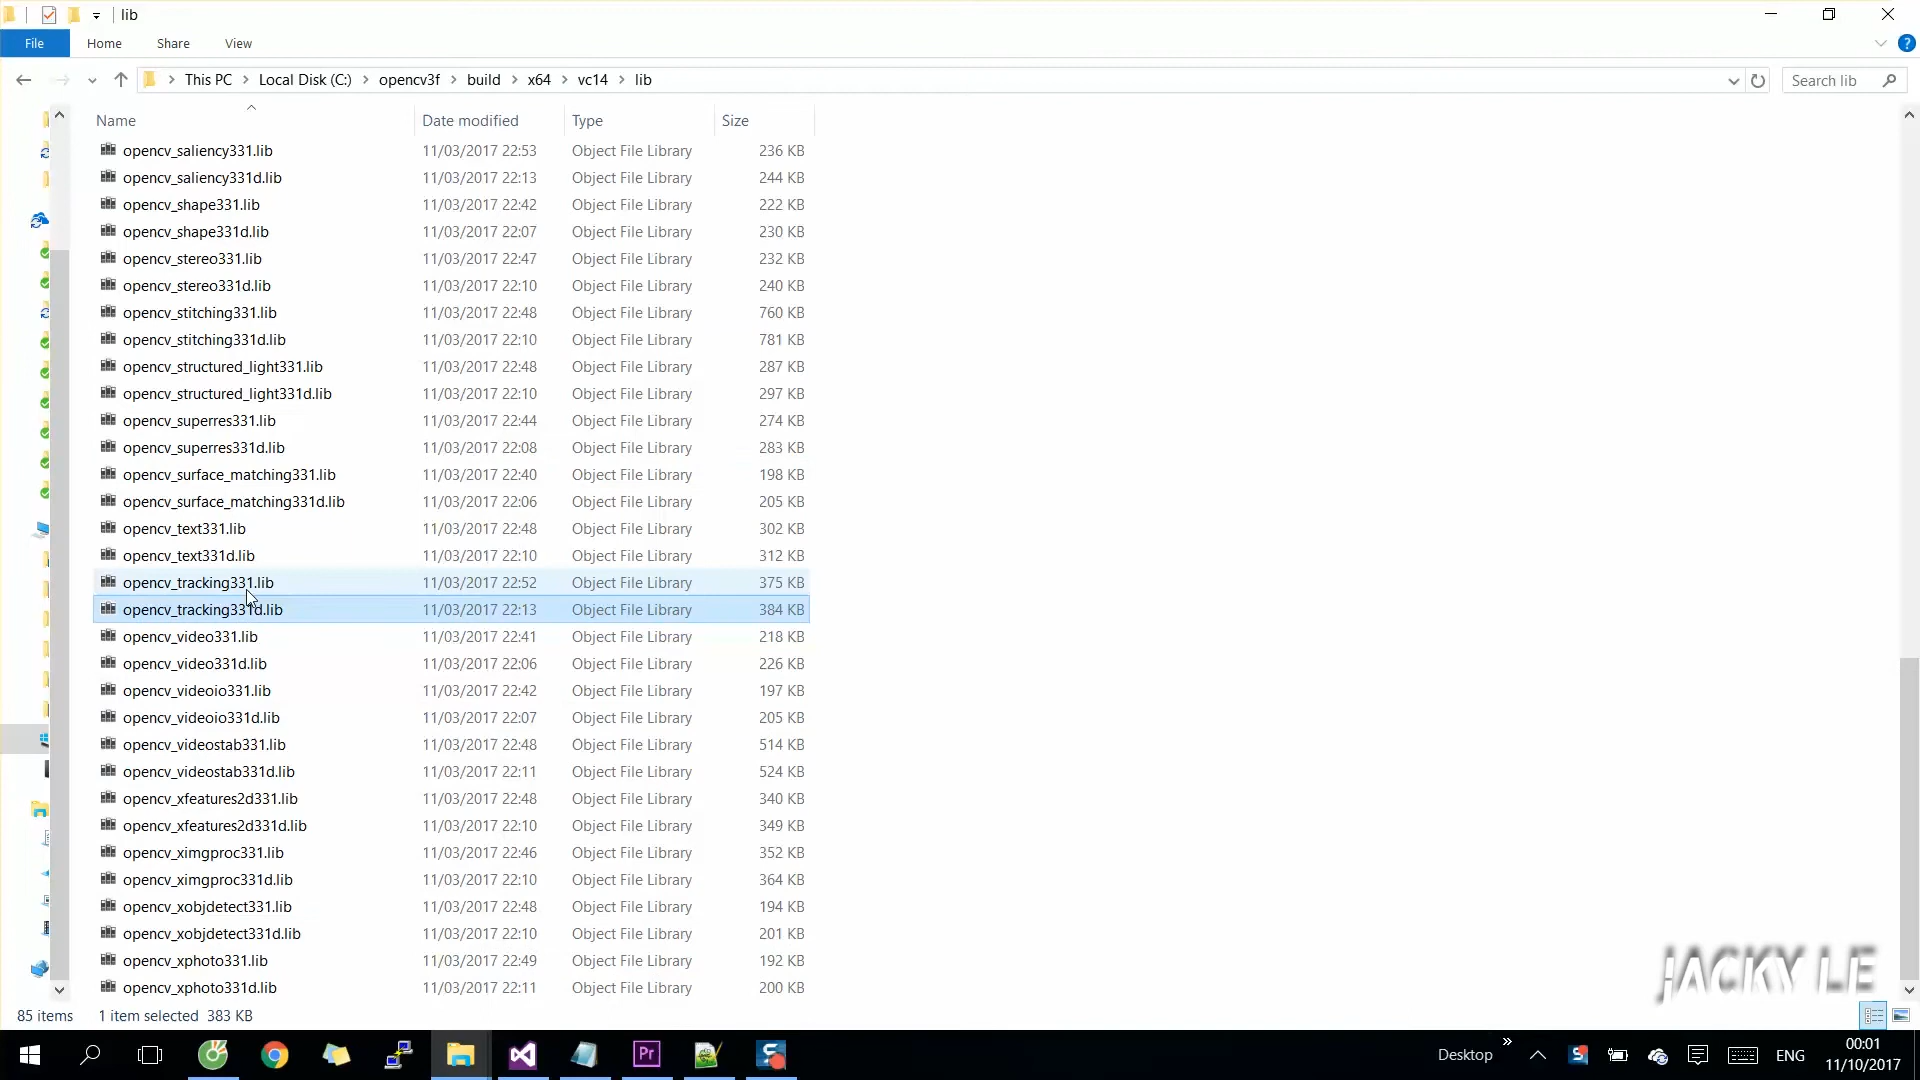 lib
File Home Share View
This PC Local Disk (C:) opencv3f build x64 vc14 lib Search lib
Name Date modified Type Size
opencv_saliency331.lib 11/03/2017 22:53 Object File Library 236 KB
opencv_saliency331d.lib 11/03/2017 22:13 Object File Library 244 KB
opencv_shape331.lib 11/03/2017 22:42 Object File Library 222 KB
opencv_shape331d.lib 11/03/2017 22:07 Object File Library 230 KB
opencv_stereo331.lib 11/03/2017 22:47 Object File Library 232 KB
opencv_stereo331d.lib 11/03/2017 22:10 Object File Library 240 KB
opencv_stitching331.lib 11/03/2017 22:48 Object File Library 760 KB
opencv_stitching331d.lib 11/03/2017 22:10 Object File Library 781 KB
opencv_structured_light331.lib 11/03/2017 22:48 Object File Library 287 KB
opencv_structured_light331d.lib 11/03/2017 22:10 Object File Library 297 KB
opencv_superres331.lib 11/03/2017 22:44 Object File Library 274 KB
opencv_superres331d.lib 11/03/2017 22:08 Object File Library 283 KB
opencv_surface_matching331.lib 11/03/2017 22:40 Object File Library 198 KB
opencv_surface_matching331d.lib 11/03/2017 22:06 Object File Library 205 KB
opencv_text331.lib 11/03/2017 22:48 Object File Library 302 KB
opencv_text331d.lib 11/03/2017 22:10 Object File Library 312 KB
opencv_tracking331.lib 11/03/2017 22:52 Object File Library 375 KB
opencv_tracking331d.lib 11/03/2017 22:13 Object File Library 384 KB
opencv_video331.lib 11/03/2017 22:41 Object File Library 218 KB
opencv_video331d.lib 11/03/2017 22:06 Object File Library 226 KB
opencv_videoio331.lib 11/03/2017 22:42 Object File Library 197 KB
opencv_videoio331d.lib 11/03/2017 22:07 Object File Library 205 KB
opencv_videostab331.lib 11/03/2017 22:48 Object File Library 514 KB
opencv_videostab331d.lib 11/03/2017 22:11 Object File Library 524 KB
opencv_xfeatures2d331.lib 11/03/2017 22:48 Object File Library 340 KB
opencv_xfeatures2d331d.lib 11/03/2017 22:10 Object File Library 349 KB
opencv_ximgproc331.lib 11/03/2017 22:46 Object File Library 352 KB
opencv_ximgproc331d.lib 11/03/2017 22:10 Object File Library 364 KB
opencv_xobjdetect331.lib 11/03/2017 22:48 Object File Library 194 KB
opencv_xobjdetect331d.lib 11/03/2017 22:10 Object File Library 201 KB
opencv_xphoto331.lib 11/03/2017 22:49 Object File Library 192 KB
opencv_xphoto331d.lib 11/03/2017 22:11 Object File Library 200 KB
JACKY LE
85 items 1 item selected 383 KB
Pr Desktop ENG 00:01
11/10/2017